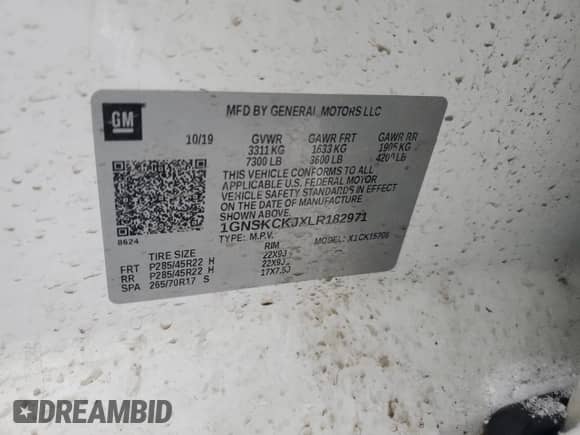 GM
MFD BY GENERAL MOTORS LLC
10/19 GVWR GAWR FRT GAWR RR
3311 KG 1633 KG 1905 KG
7300 LB 3600 LB 4200 LB
THIS VEHICLE CONFORMS TO ALL
APPLICABLE U.S. FEDERAL MOTOR
VEHICLE SAFETY STANDARDS IN EFFECT
ON THE DATE OF MANUFACTURE
1GNSKCKJXLR182971
8624
TYPE: M.P.V. MODEL: X1CK15706
TIRE SIZE RIM
FRT P285/45R22 H 22X9J
RR P285/45R22 H 22X9J
SPA 265/70R17 S 17X7.5J
DREAMBID